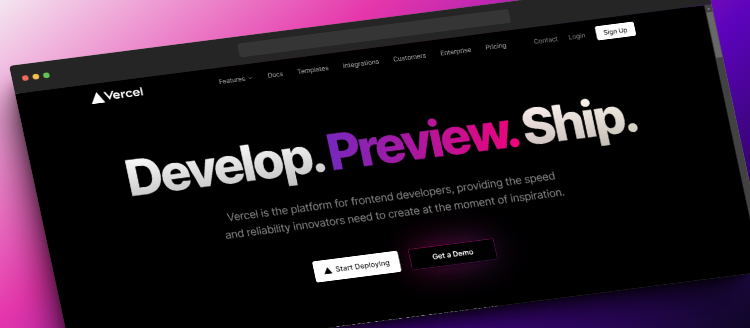 Vercel
Features Docs Templates Integrations Customers Enterprise Pricing Contact Login Sign Up
Develop. Preview. Ship.
Vercel is the platform for frontend developers, providing the speed
and reliability innovators need to create at the moment of inspiration.
Start Deploying Get a Demo